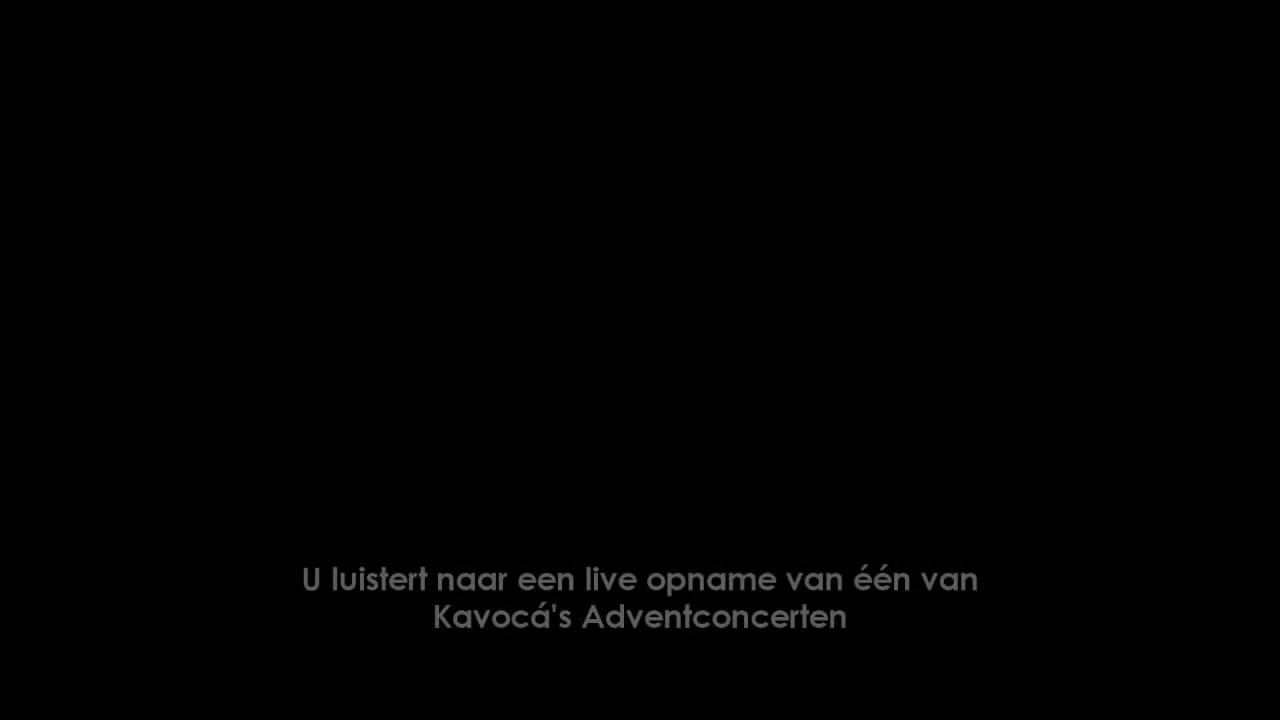 U luistert naar een live opname van één van
Kavocá's Adventconcerten